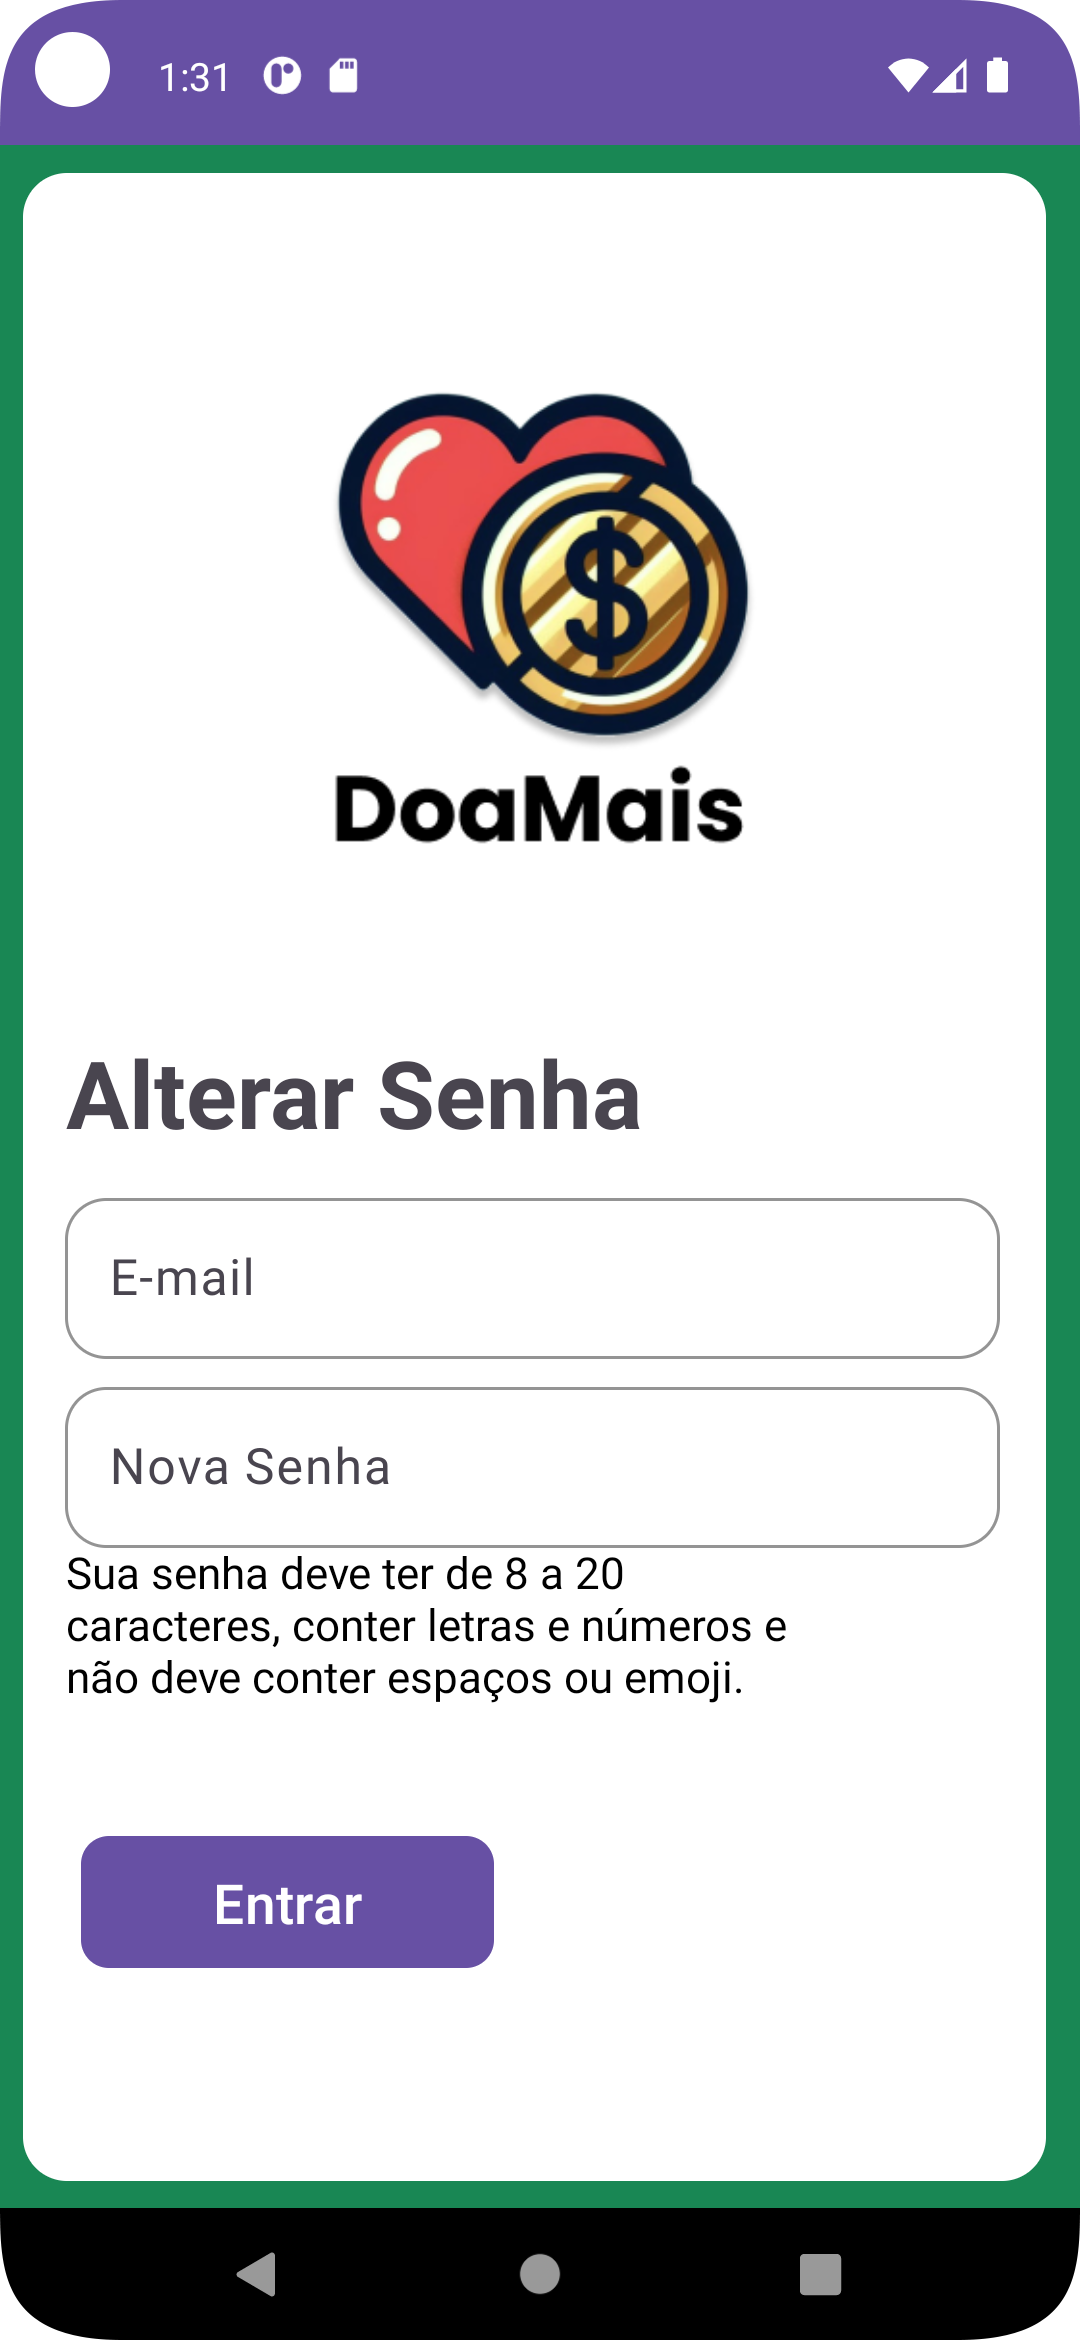 1:31
$
DoaMais
Alterar Senha
E-mail
Nova Senha
Sua senha deve ter de 8 a 20
caracteres, conter letras e números e
não deve conter espaços ou emoji.
Entrar